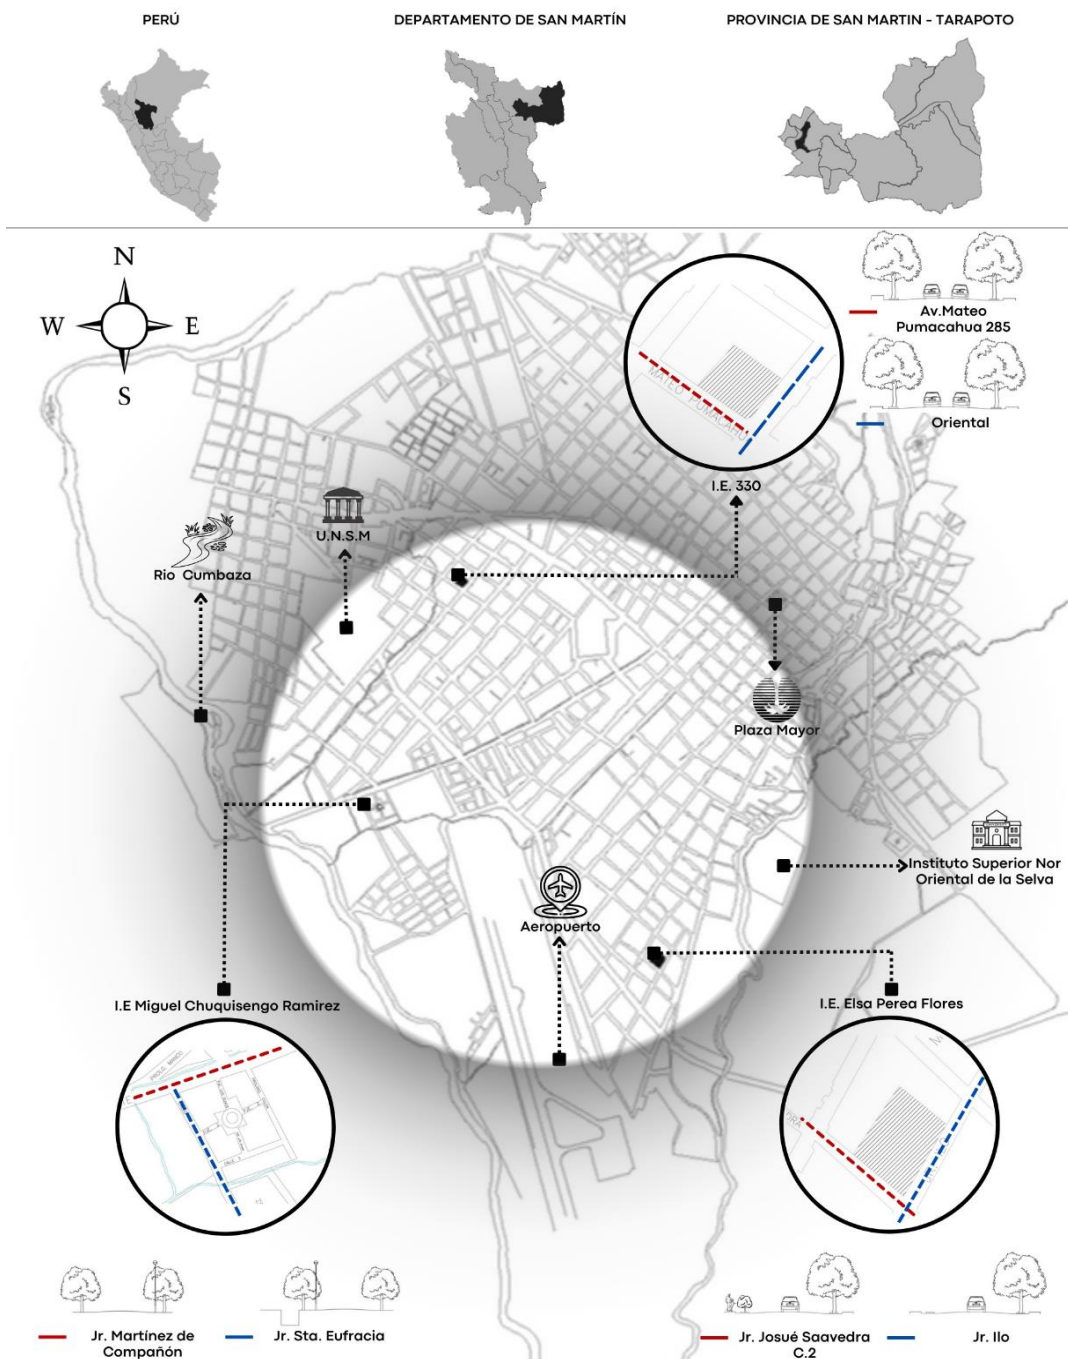 PERÚ
DEPARTAMENTO DE SAN MARTÍN
PROVINCIA DE SAN MARTIN - TARAPOTO
N
W
E
S
Av.Mateo
Pumacahua 285
Oriental
MATEO PUMACAHU
I.E. 330
U.N.S.M
Rio Cumbaza
Plaza Mayor
Instituto Superior Nor
Oriental de la Selva
Aeropuerto
I.E Miguel Chuquisengo Ramirez
I.E. Elsa Perea Flores
Jr. Martínez de
Compañón
Jr. Sta. Eufracia
Jr. Josué Saavedra
C.2
Jr. Ilo